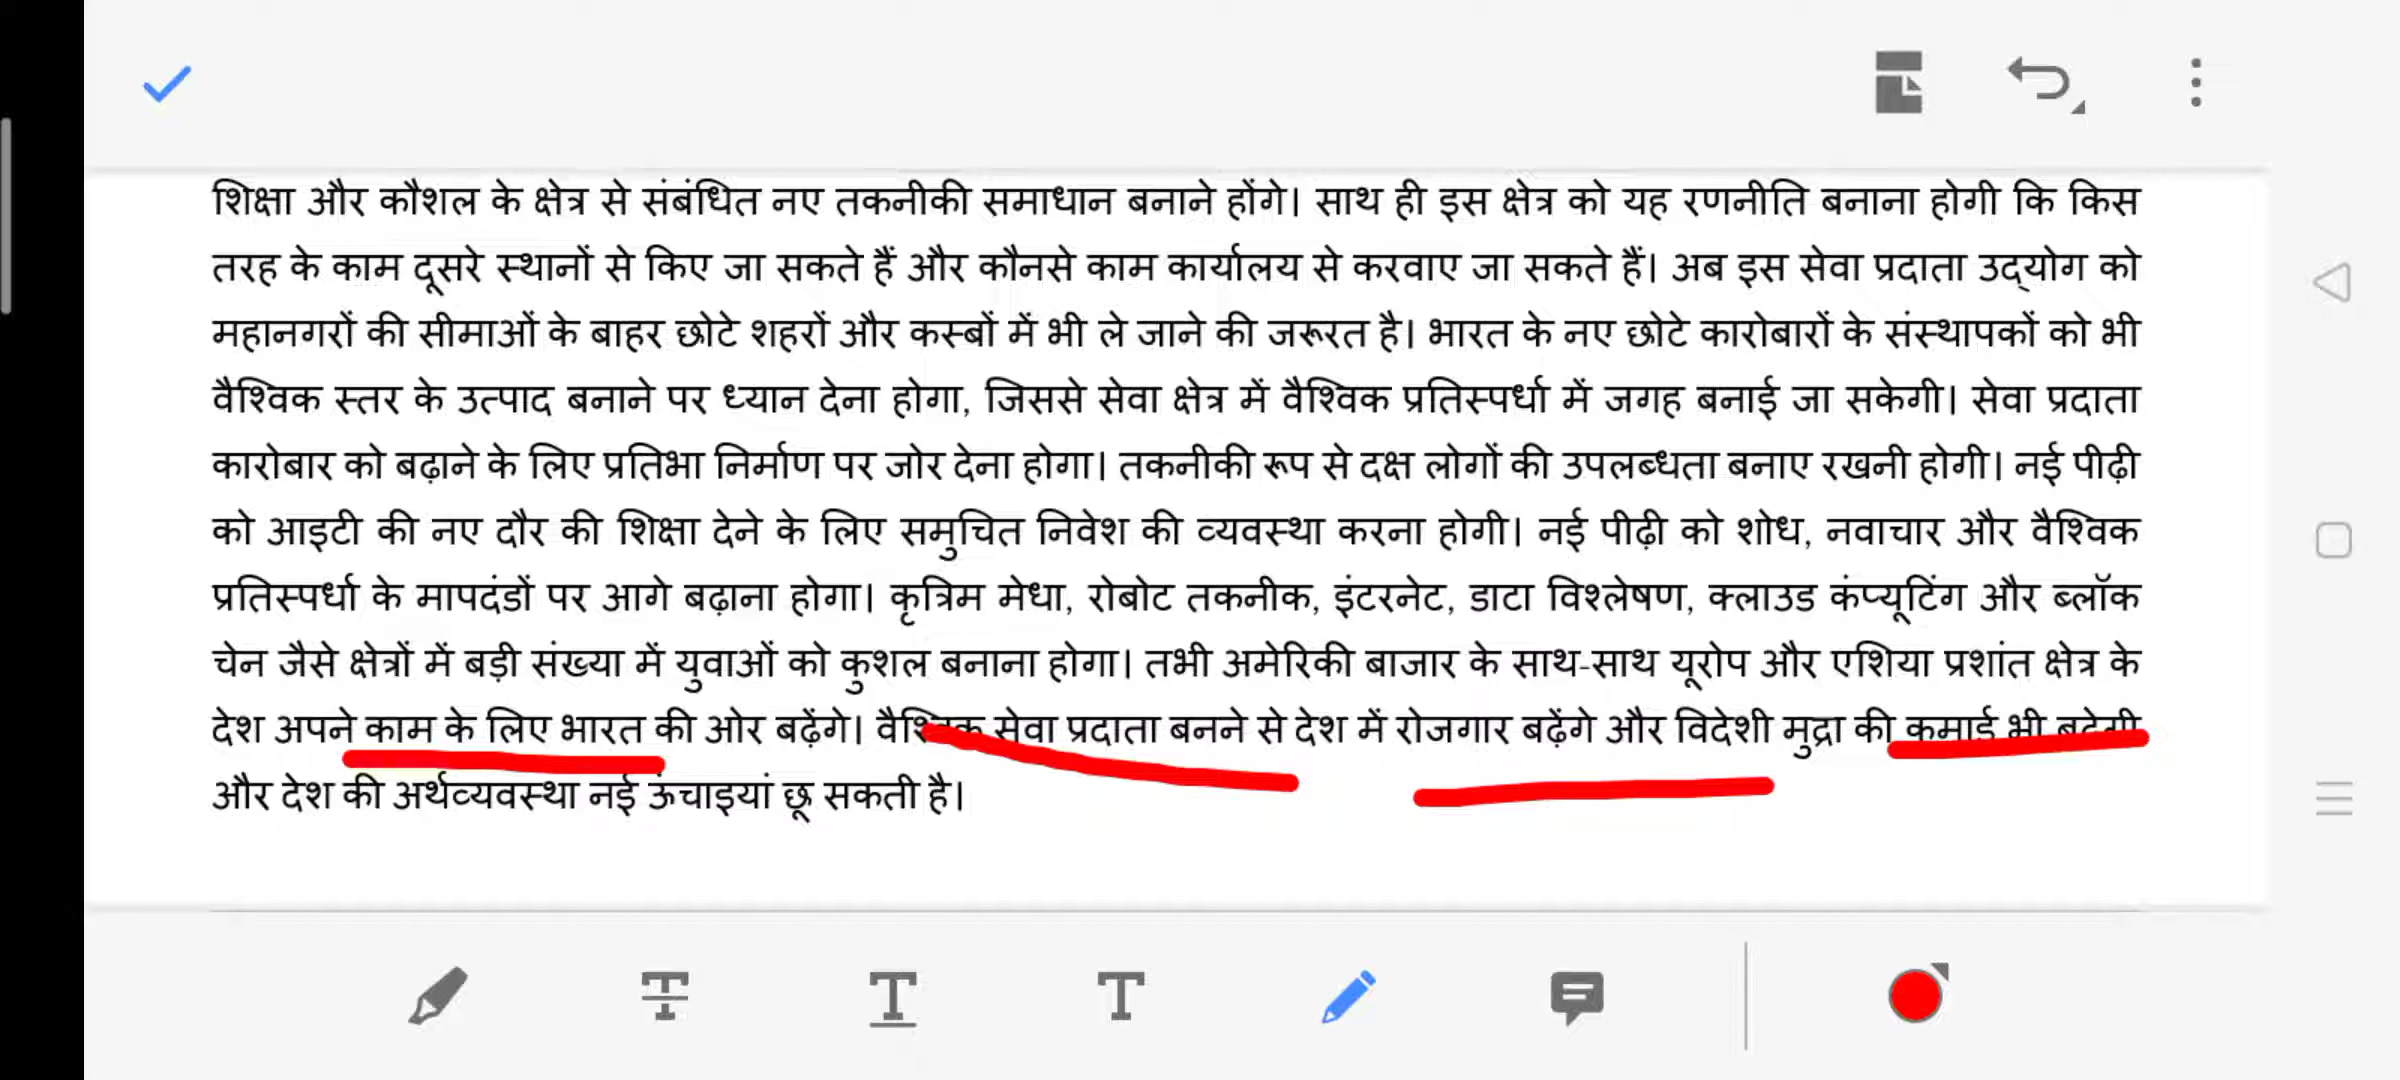 शिक्षा और कौशल के क्षेत्र से संबंधित नए तकनीकी समाधान बनाने होंगे। साथ ही इस क्षेत्र को यह रणनीति बनाना होगी कि किस
तरह के काम दूसरे स्थानों से किए जा सकते हैं और कौनसे काम कार्यालय से करवाए जा सकते हैं। अब इस सेवा प्रदाता उद्‌योग को
महानगरों की सीमाओं के बाहर छोटे शहरों और कस्बों में भी ले जाने की जरूरत है। भारत के नए छोटे कारोबारों के संस्थापकों को भी
वैश्विक स्तर के उत्पाद बनाने पर ध्यान देना होगा, जिससे सेवा क्षेत्र में वैश्विक प्रतिस्पर्धा में जगह बनाई जा सकेगी। सेवा प्रदाता
कारोबार को बढ़ाने के लिए प्रतिभा निर्माण पर जोर देना होगा। तकनीकी रूप से दक्ष लोगों की उपलब्धता बनाए रखनी होगी। नई पीढ़ी
को आइटी की नए दौर की शिक्षा देने के लिए समुचित निवेश की व्यवस्था करना होगी। नई पीढ़ी को शोध, नवाचार और वैश्विक
प्रतिस्पर्धा के मापदंडों पर आगे बढ़ाना होगा। कृत्रिम मेधा, रोबोट तकनीक, इंटरनेट, डाटा विश्लेषण, क्लाउड कंप्यूटिंग और ब्लॉक
चेन जैसे क्षेत्रों में बड़ी संख्या में युवाओं को कुशल बनाना होगा। तभी अमेरिकी बाजार के साथ-साथ यूरोप और एशिया प्रशांत क्षेत्र के
देश अपने काम के लिए भारत की ओर बढ़ेंगे। वैश्विक सेवा प्रदाता बनने से देश में रोजगार बढ़ेंगे और विदेशी मुद्रा की कमाई भी बढ़ेगी
और देश की अर्थव्यवस्था नई ऊंचाइयां छू सकती है।